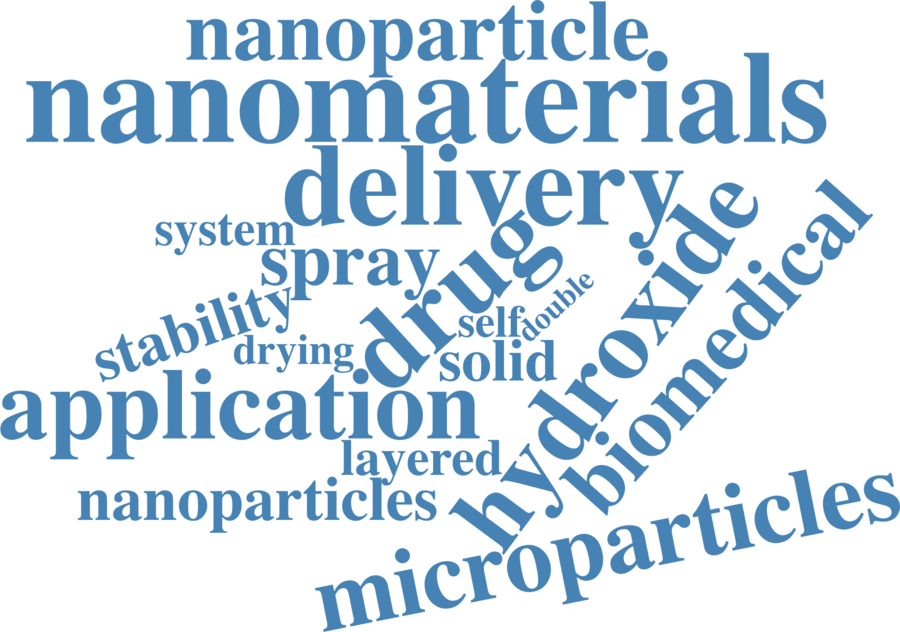 nanoparticle
nanomaterials
delivery
system
spray
drug
hydroxide
biomedical
stability
self
double
drying
solid
application
layered
nanoparticles
microparticles